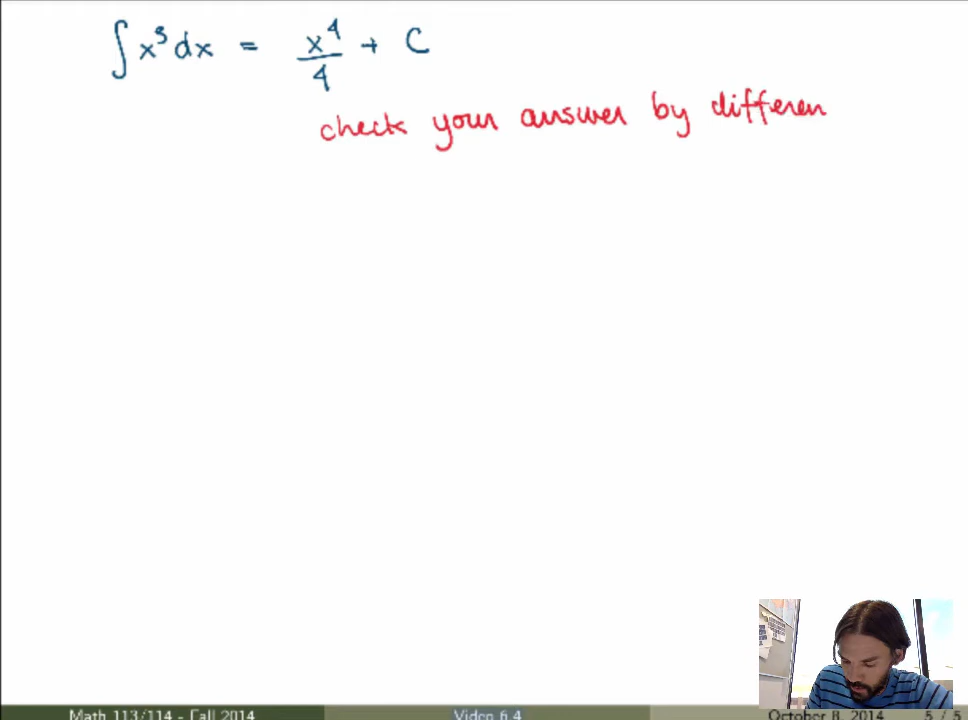 ∫x³dx = x⁴/4 + C
check your answer by differen
Math 113/114 - Fall 2014 Video 6.4 October 8, 2014 5 / 5